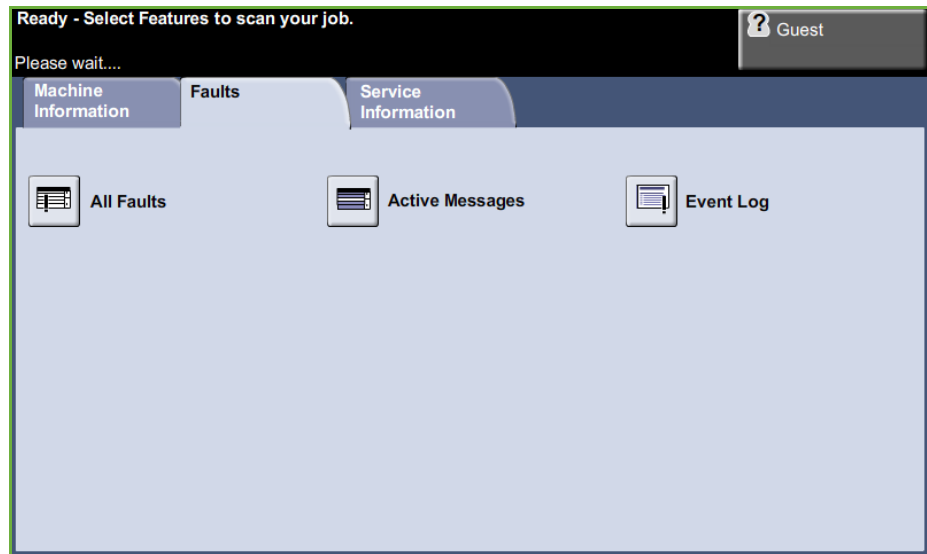 Ready - Select Features to scan your job.
Guest
Please wait....
Machine
Information
Faults
Service
Information
All Faults
Active Messages
Event Log